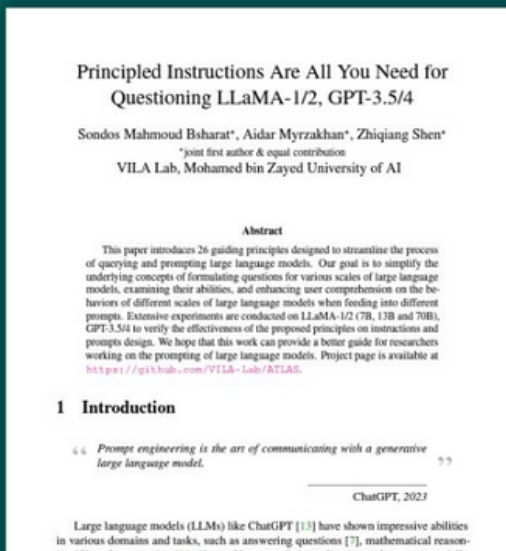 Principled Instructions Are All You Need for
Questioning LLaMA-1/2, GPT-3.5/4
Sondos Mahmoud Bsharat*, Aidar Myrzakhan*, Zhiqiang Shen*
*joint first author & equal contribution
VILA Lab, Mohamed bin Zayed University of AI
Abstract
This paper introduces 26 guiding principles designed to streamline the process
of querying and prompting large language models. Our goal is to simplify the
underlying concepts of formulating questions for various scales of large language
models, examining their abilities, and enhancing user comprehension on the be-
haviors of different scales of large language models when feeding into different
prompts. Extensive experiments are conducted on LLaMA-1/2 (7B, 13B and 70B),
GPT-3.5/4 to verify the effectiveness of the proposed principles on instructions and
prompts design. We hope that this work can provide a better guide for researchers
working on the prompting of large language models. Project page is available at
https://github.com/VILA-Lab/ATLAS.
1 Introduction
“ Prompt engineering is the art of communicating with a generative
large language model. ”
ChatGPT, 2023
Large language models (LLMs) like ChatGPT [13] have shown impressive abilities
in various domains and tasks, such as answering questions [7], mathematical reason-